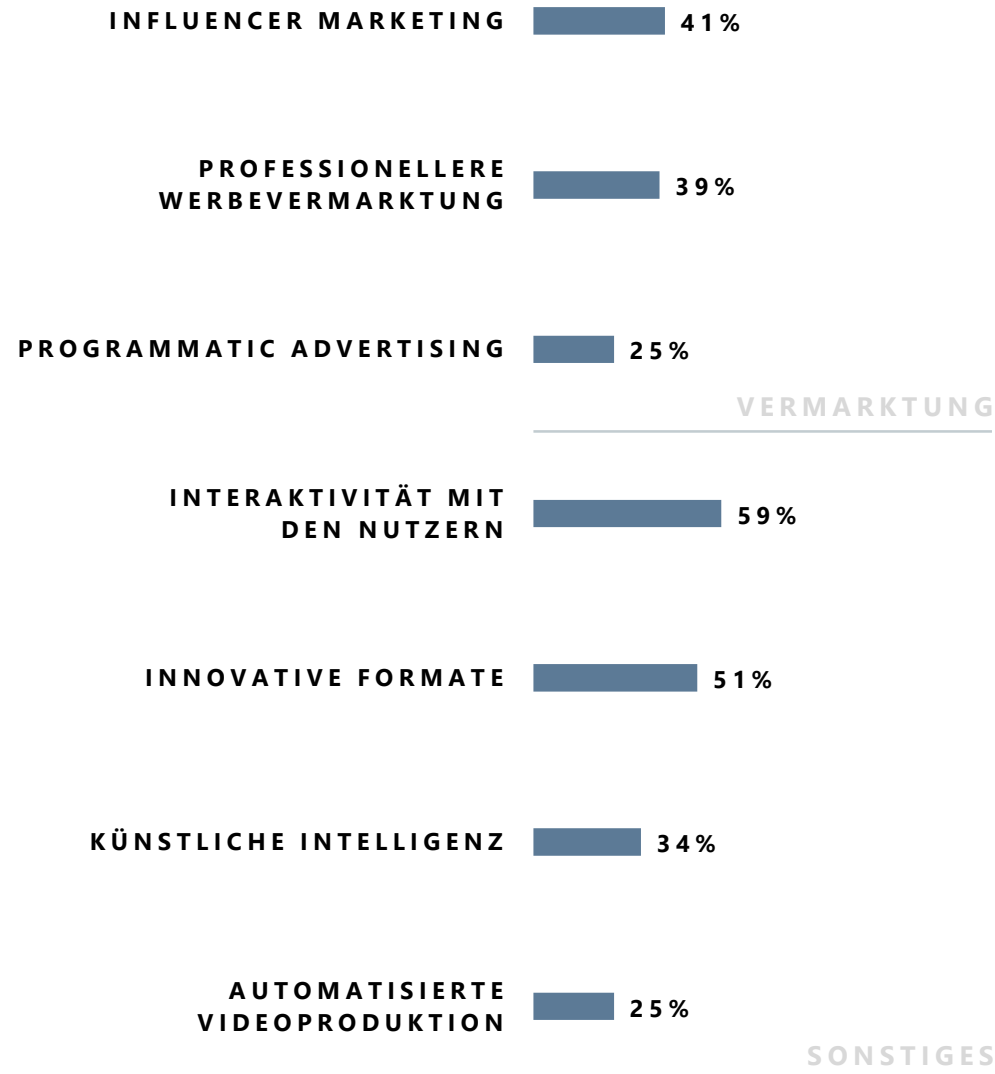 INFLUENCER MARKETING 41%
PROFESSIONELLERE
WERBEVERMARKTUNG 39%
PROGRAMMATIC ADVERTISING 25%
VERMARKTUNG
INTERAKTIVITÄT MIT
DEN NUTZERN 59%
INNOVATIVE FORMATE 51%
KÜNSTLICHE INTELLIGENZ 34%
AUTOMATISIERTE
VIDEOPRODUKTION 25%
SONSTIGES